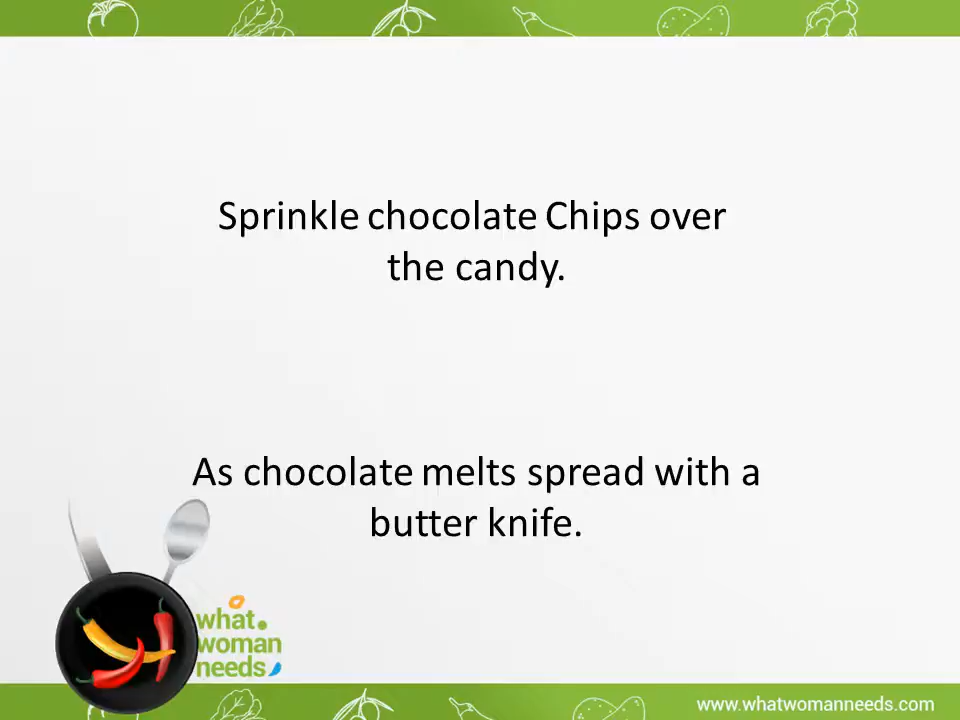 Sprinkle chocolate Chips over
the candy.
As chocolate melts spread with a
butter knife.
what.
woman
needs
www.whatwomanneeds.com